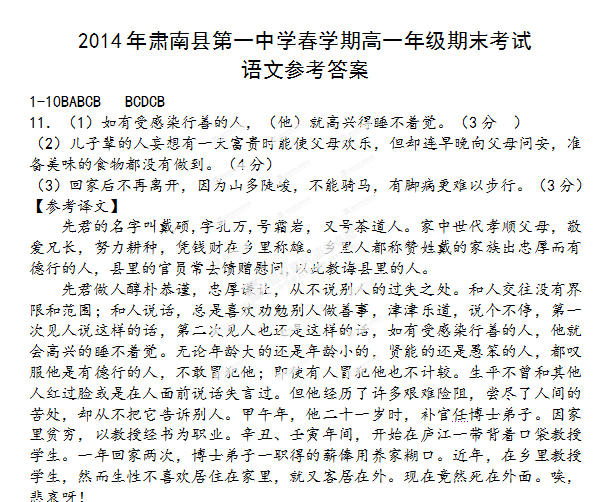 2014年肃南县第一中学春学期高一年级期末考试
语文参考答案
1-10BABCB BCDCB
11．（1）如有受感染行善的人，（他）就高兴得睡不着觉。（3分 ）
（2）儿子辈的人妄想有一天富贵时能使父母欢乐，但却连早晚向父母问安，准
备美味的食物都没有做到。（4分）
（3）回家后不再离开，因为山多陡峻，不能骑马，有脚病更难以步行。（3分）
【参考译文】
先君的名字叫戴硕,字孔万,号霜岩，又号茶道人。家中世代孝顺父母，敬
爱兄长，努力耕种，凭钱财在乡里称雄。乡里人都称赞姓戴的家族出忠厚而有
德行的人，县里的官员常去馈赠慰问,以此教诲县里的人。
先君做人醇朴恭谨，忠厚谦让，从不说别人的过失之处。和人交往没有界
限和范围；和人说话，总是喜欢劝勉别人做善事，津津乐道，说个不停，第一
次见人说这样的话，第二次见人也还是这样的话，如有受感染行善的人，他就
会高兴的睡不着觉。无论年龄大的还是年龄小的，贤能的还是愚笨的人，都叹
服他是有德行的人，不敢冒犯他；即使有人冒犯他也不计较。生平不曾和其他
人红过脸或是在人面前说话失言过。但他经历了许多艰难险阻，尝尽了人间的
苦处，却从不把它告诉别人。甲午年，他二十一岁时，补官任博士弟子。因家
里贫穷，以教授经书为职业。辛丑、壬寅年间，开始在庐江一带背着口袋教授
学生。一年回家两次，博士弟子一职得的薪俸用养家糊口。近年，在乡里教授
学生，然而生性不喜欢居住在家里，就又客居在外。现在竟然死在外面。唉，
悲哀呀！